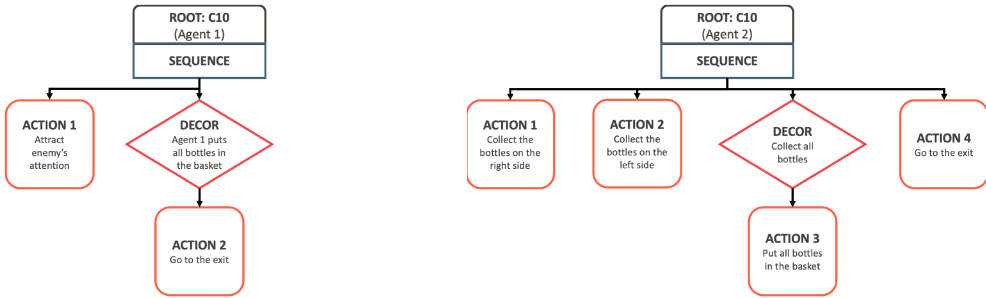 ROOT: C10
(Agent 1)
SEQUENCE
ACTION 1
Attract
enemy's
attention
DECOR
Agent 1 puts
all bottles in
the basket
ACTION 2
Go to the exit
ROOT: C10
(Agent 2)
SEQUENCE
ACTION 1
Collect the
bottles on the
right side
ACTION 2
Collect the
bottles on the
left side
DECOR
Collect all
bottles
ACTION 4
Go to the exit
ACTION 3
Put all bottles
in the basket